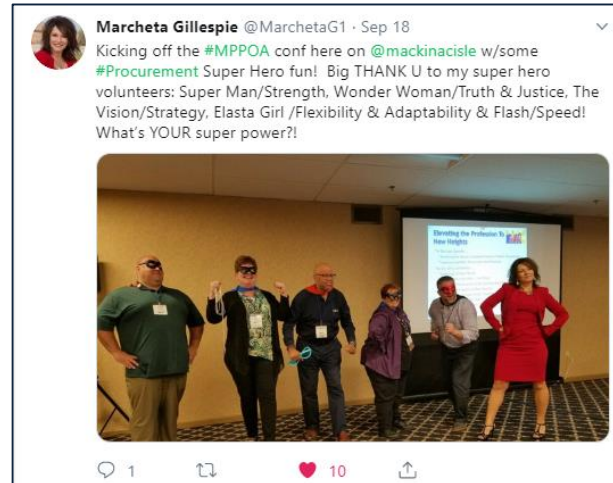 Marcheta Gillespie @MarchetaG1 · Sep 18
Kicking off the #MPPOA conf here on @mackinacisle w/some
#Procurement Super Hero fun!  Big THANK U to my super hero
volunteers: Super Man/Strength, Wonder Woman/Truth & Justice, The
Vision/Strategy, Elasta Girl /Flexibility & Adaptability & Flash/Speed!
What's YOUR super power?!
Elevating the Profession To
New Heights
1
10